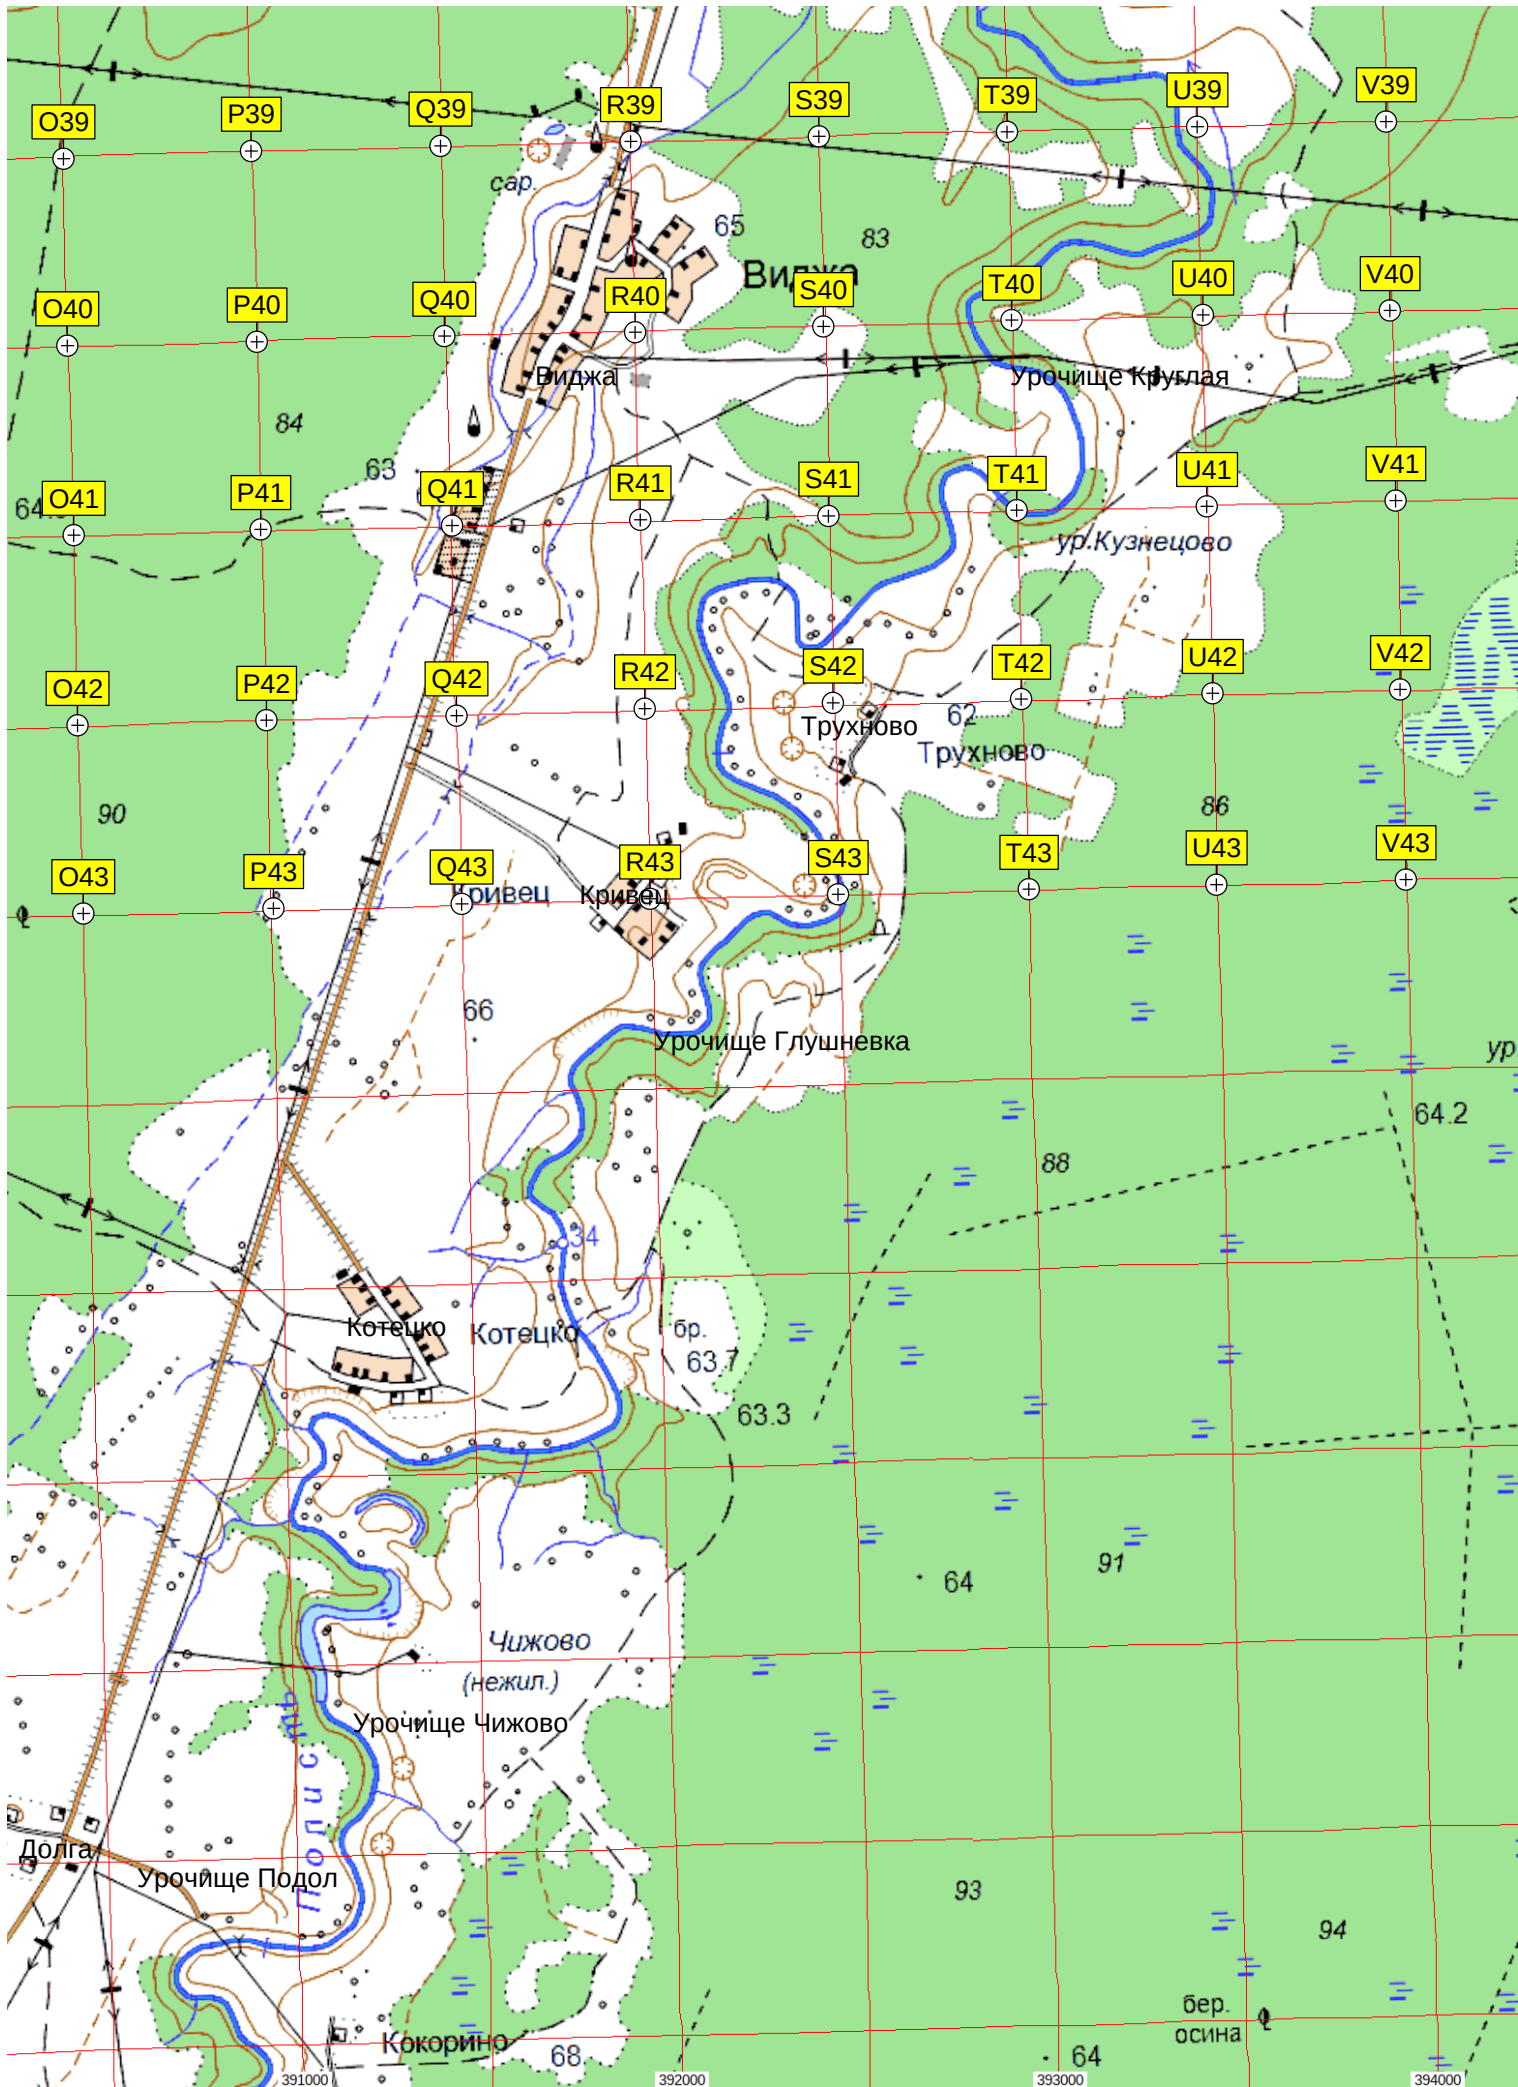 O39 P39 Q39 R39 S39 T39 U39 V39
сар.
65
83
Виджа
O40 P40 Q40 R40 S40 T40 U40 V40
Виджа
Урочище Круглая
84
63
O41 P41 Q41 R41 S41 T41 U41 V41
ур.Кузнецово
O42 P42 Q42 R42 S42 T42 U42 V42
Трухново
62
Трухново
90
86
O43 P43 Q43 R43 S43 T43 U43 V43
Кривец
Кривец
66
Урочище Глушневка
ур
64.2
88
34
Котецко
Котецко
бр.
63.7
63.3
91
64
Чижово
(нежил.)
Урочище Чижово
Полисть
Долга
Урочище Подол
93
94
бер.
осина
Кокорино
68
64
391000
392000
393000
394000